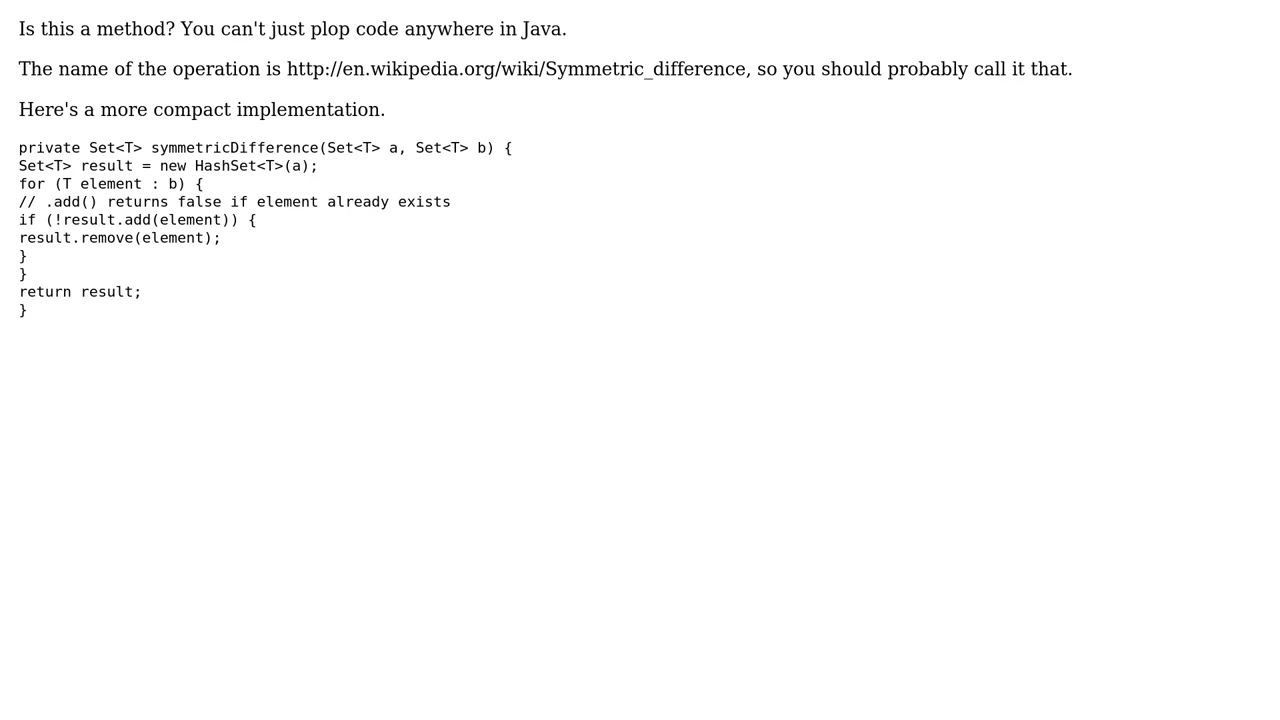 Is this a method? You can't just plop code anywhere in Java.
The name of the operation is http://en.wikipedia.org/wiki/Symmetric_difference, so you should probably call it that.
Here's a more compact implementation.
private Set<T> symmetricDifference(Set<T> a, Set<T> b) {
Set<T> result = new HashSet<T>(a);
for (T element : b) {
// .add() returns false if element already exists
if (!result.add(element)) {
result.remove(element);
}
}
return result;
}